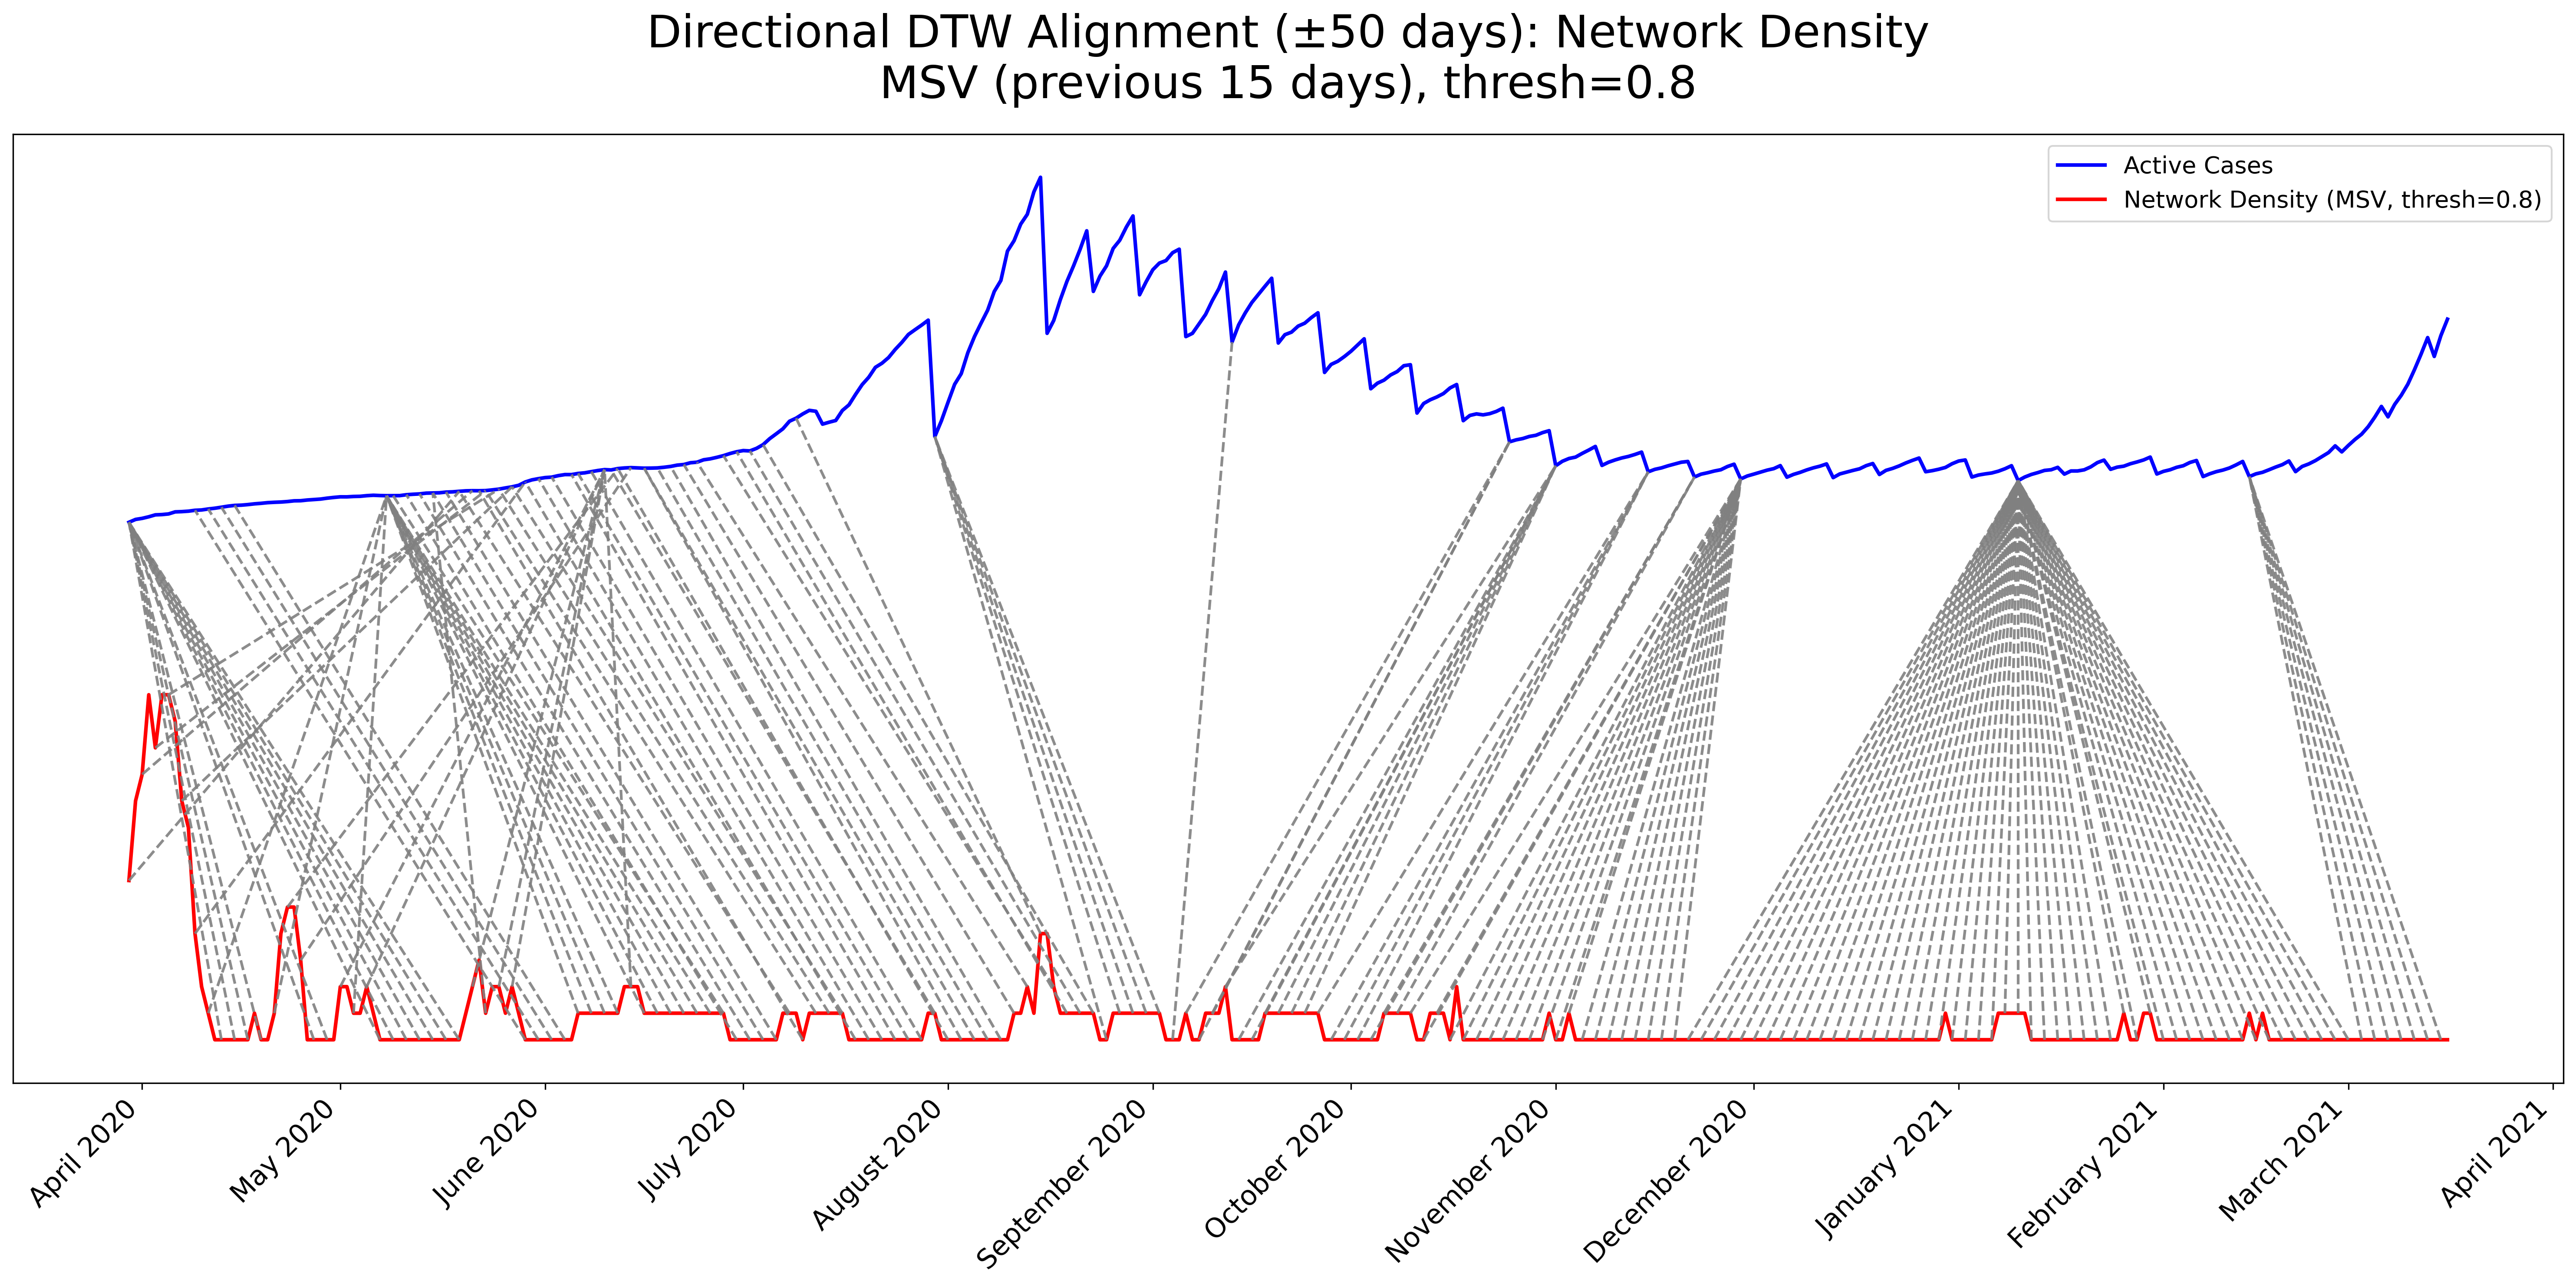 Directional DTW Alignment (±50 days): Network Density
MSV (previous 15 days), thresh=0.8
Active Cases
Network Density (MSV, thresh=0.8)
April 2020
May 2020
June 2020
July 2020
August 2020
September 2020
October 2020
November 2020
December 2020
January 2021
February 2021
March 2021
April 2021